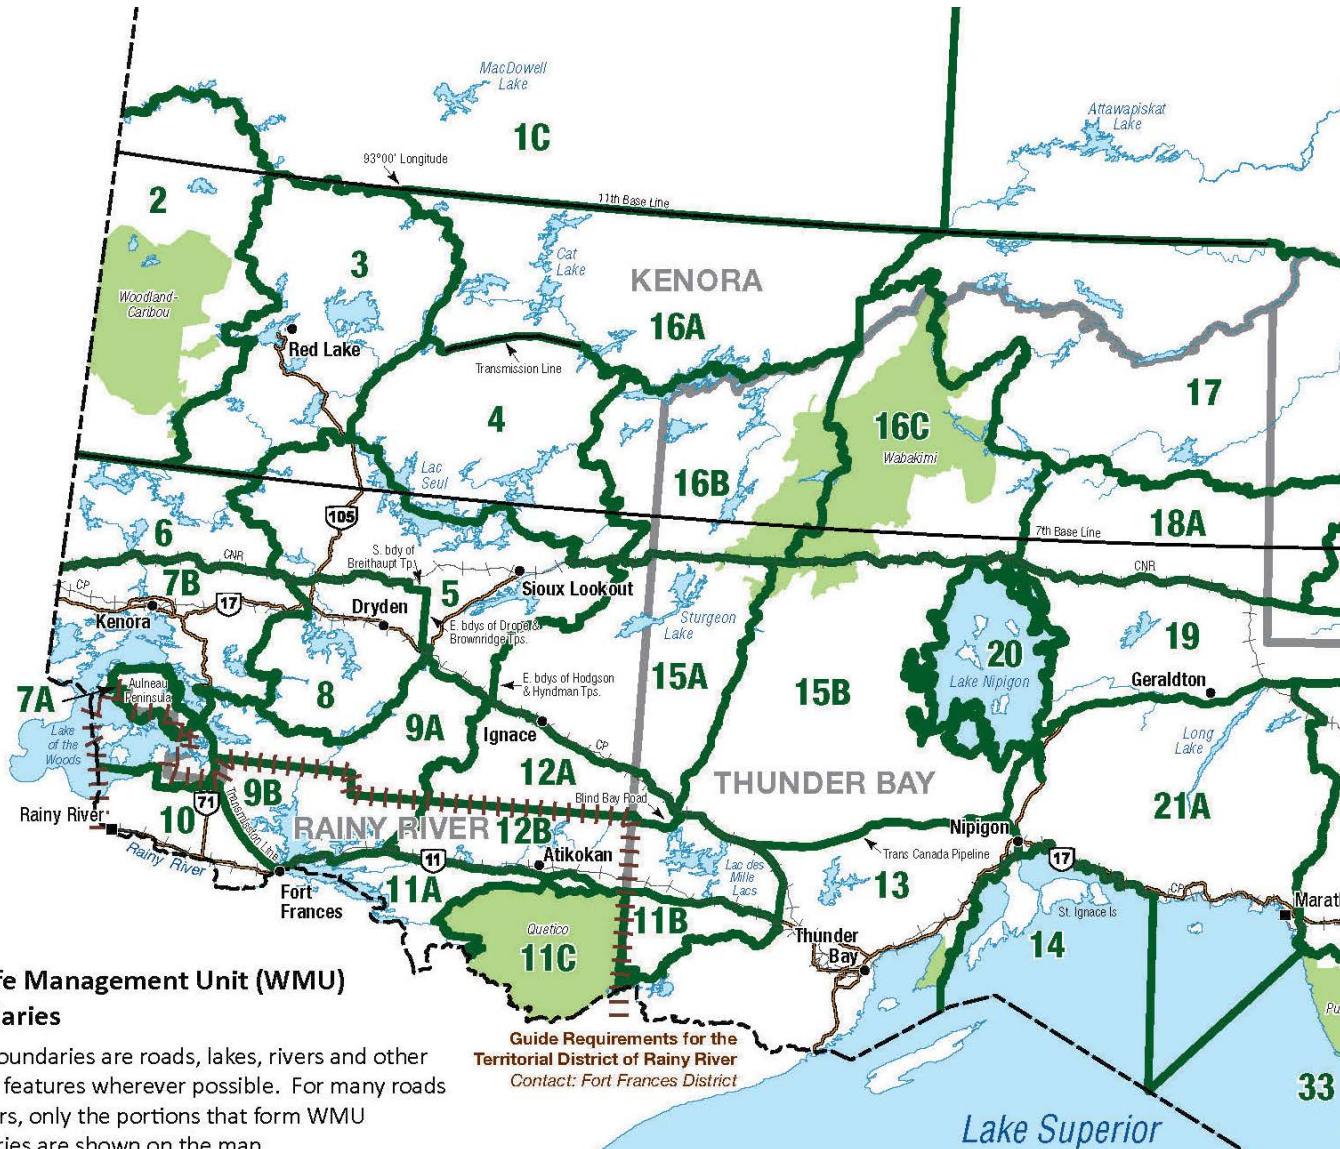 MacDowell
Lake
Attawapiskat
Lake
1C
93°00' Longitude
11th Base Line
2
3
Cat
Lake
KENORA
16A
Woodland-
Caribou
Red Lake
Transmission Line
17
4
16C
Wabakimi
Lac
Seul
16B
105
18A
7th Base Line
6
S. bdy of
Breithaupt Tp.
CNR
CNR
CP
7B
17
5
Sioux Lookout
Kenora
Dryden
E. bdys of Drope &
Brownridge Tps.
Sturgeon
Lake
19
20
Lake Nipigon
Geraldton
7A
Aulneau
Peninsula
8
E. bdys of Hodgson
& Hyndman Tps.
15A
15B
9A
Ignace
Lake
of the
Woods
CP
Long
Lake
12A
THUNDER BAY
9B
Blind Bay Road
21A
71
10
Transmission Line
Rainy River
RAINY RIVER
12B
Nipigon
Trans Canada Pipeline
Rainy River
11
Atikokan
Lac des
Mille
Lacs
17
13
CP
Fort
Frances
11A
11B
St. Ignace Is
Marat
Quetico
11C
Thunder
Bay
14
fe Management Unit (WMU)
aries
Pu
oundaries are roads, lakes, rivers and other
features wherever possible. For many roads
rs, only the portions that form WMU
ries are shown on the map
Guide Requirements for the
Territorial District of Rainy River
Contact: Fort Frances District
33
Lake Superior